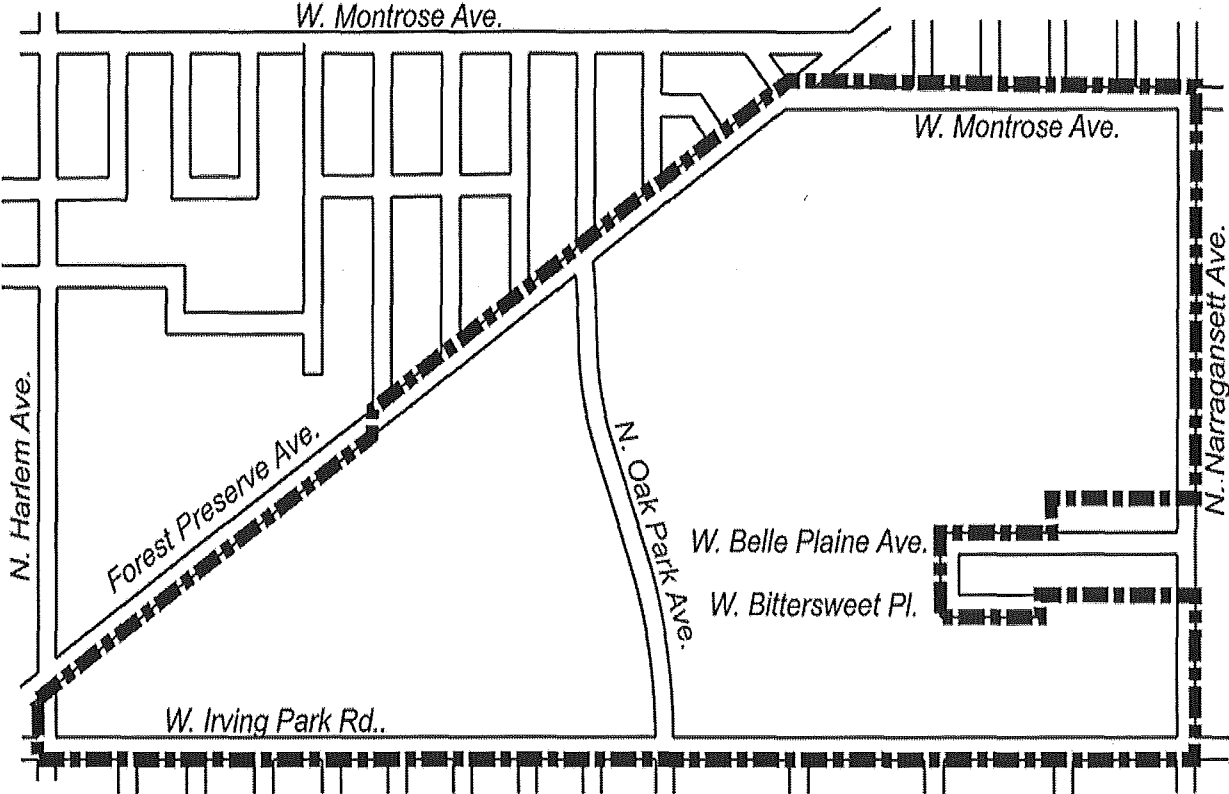 W. Montrose Ave.
W. Montrose Ave.
N. Narragansett Ave.
N. Harlem Ave.
Forest Preserve Ave.
N. Oak Park Ave.
W. Belle Plaine Ave.
W. Bittersweet Pl.
W. Irving Park Rd..